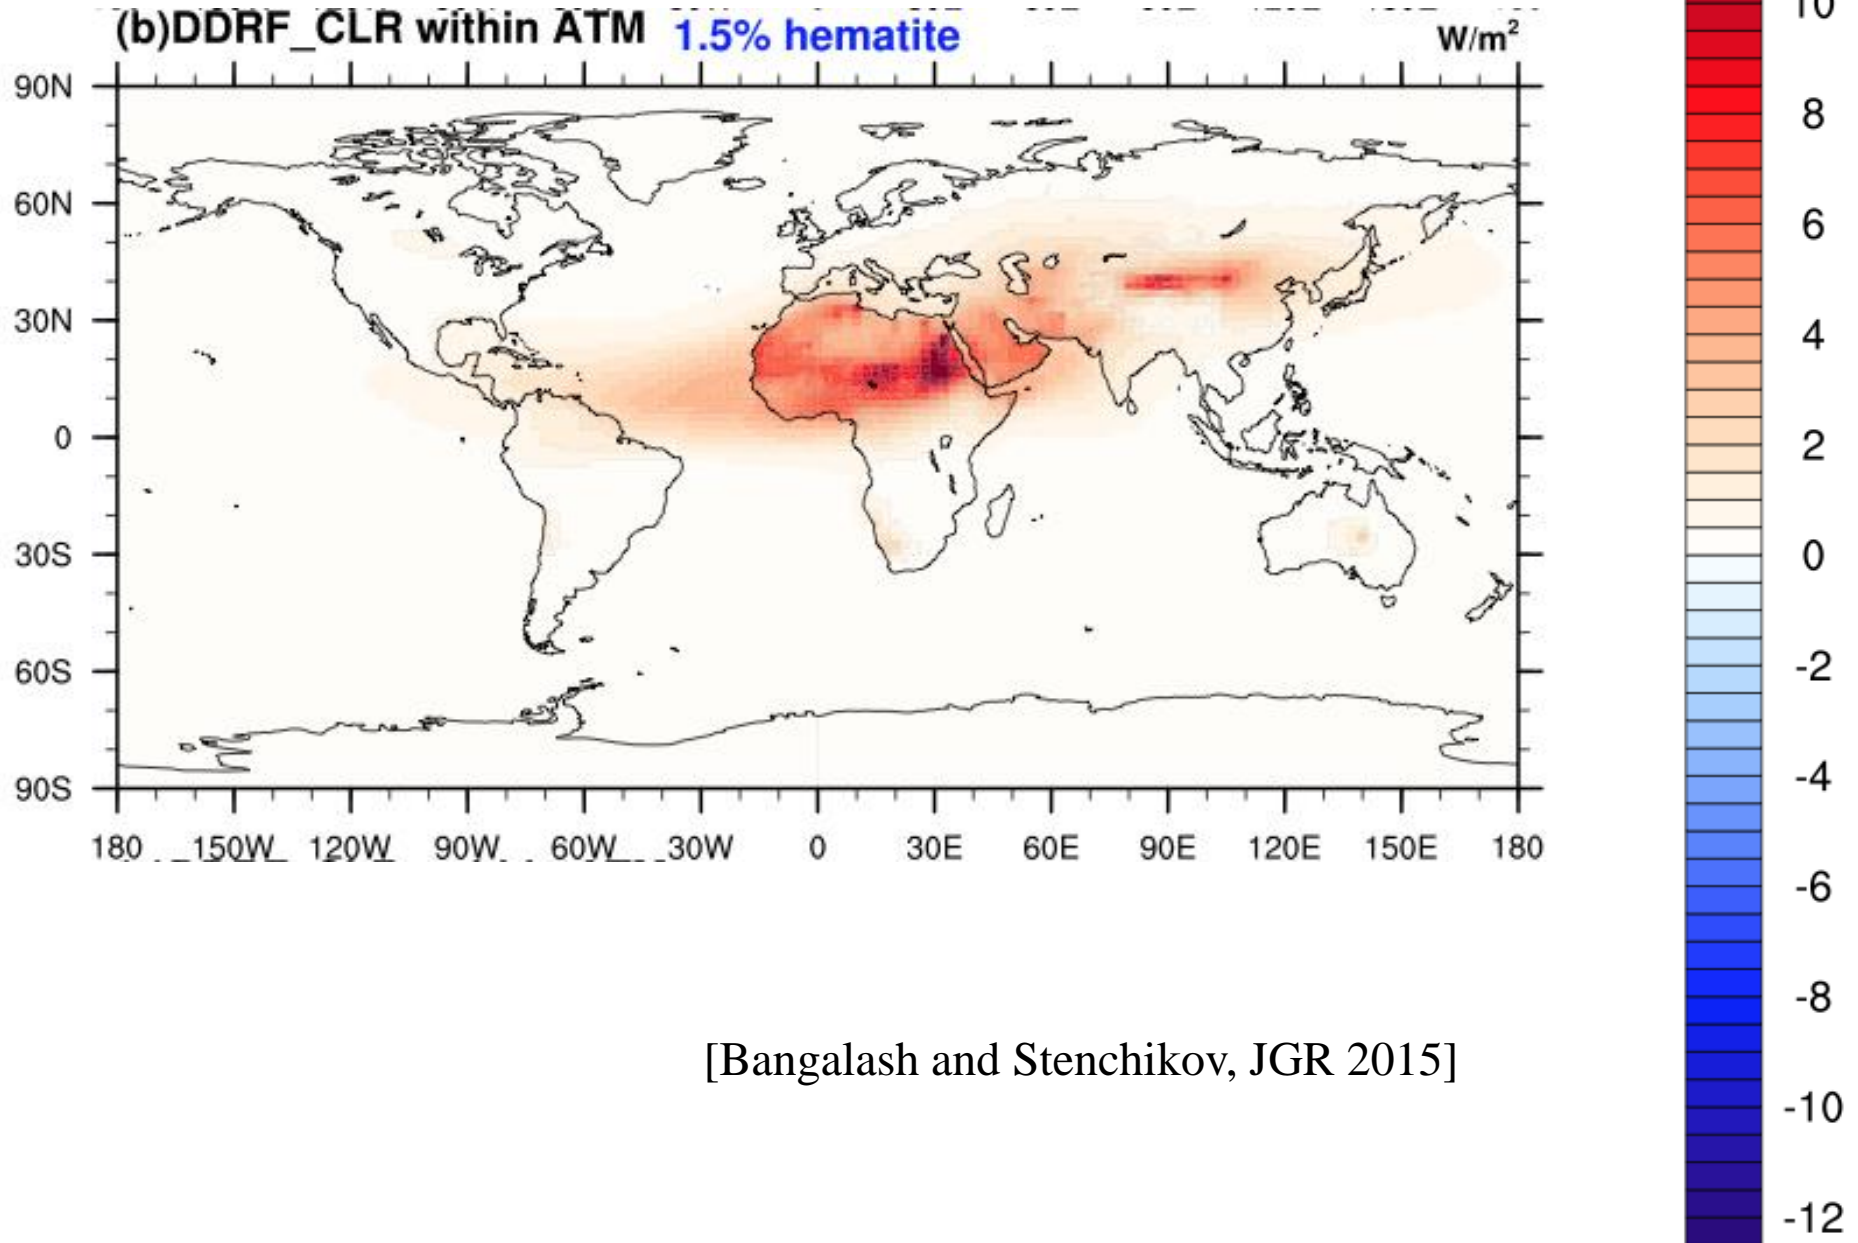 (b)DDRF_CLR within ATM 1.5% hematite W/m²
90N
60N
30N
0
30S
60S
90S
180 150W 120W 90W 60W 30W 0 30E 60E 90E 120E 150E 180
10
8
6
4
2
0
-2
-4
-6
-8
-10
-12
[Bangalash and Stenchikov, JGR 2015]